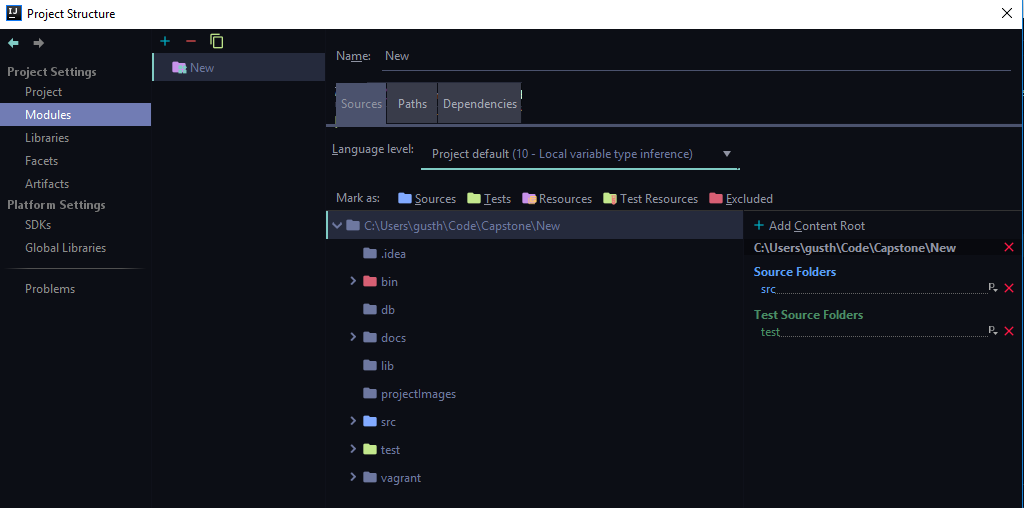 IJ
Project Structure
Project Settings
Project
Modules
Libraries
Facets
Artifacts
Platform Settings
SDKs
Global Libraries
Problems
New
Name: New
Sources Paths Dependencies
Language level: Project default (10 - Local variable type inference)
Mark as: Sources Tests Resources Test Resources Excluded
C:\Users\gusth\Code\Capstone\New
.idea
bin
db
docs
lib
projectImages
src
test
vagrant
+ Add Content Root
C:\Users\gusth\Code\Capstone\New
Source Folders
src
Test Source Folders
test